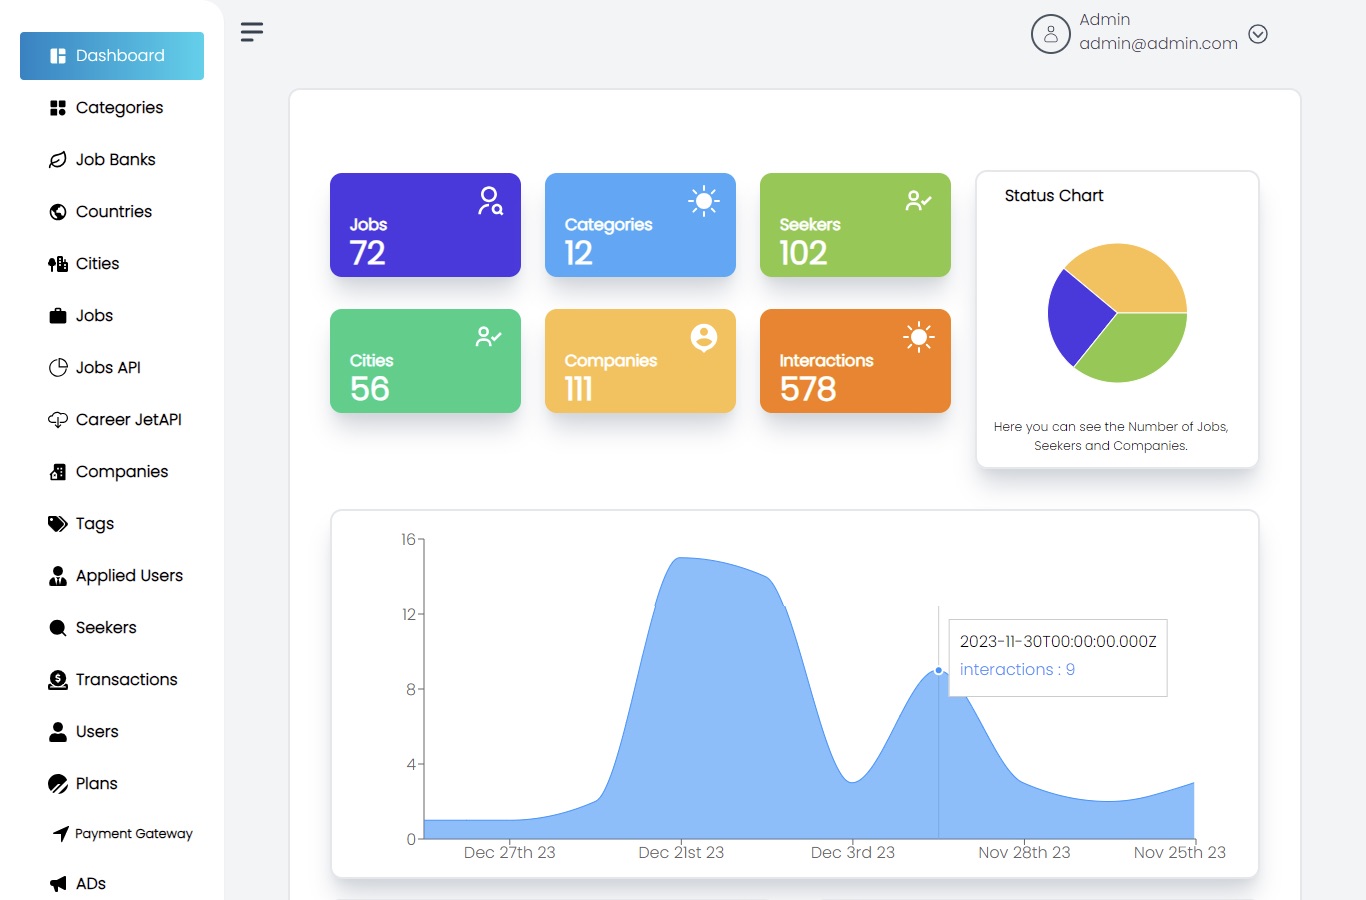 Dashboard
Categories
Job Banks
Countries
Cities
Jobs
Jobs API
Career JetAPI
Companies
Tags
Applied Users
Seekers
Transactions
Users
Plans
Payment Gateway
ADs
Admin
admin@admin.com
Jobs
72
Categories
12
Seekers
102
Cities
56
Companies
111
Interactions
578
Status Chart
Here you can see the Number of Jobs,
Seekers and Companies.
16
12
8
4
0
2023-11-30T00:00:00.000Z
interactions : 9
Dec 27th 23
Dec 21st 23
Dec 3rd 23
Nov 28th 23
Nov 25th 23